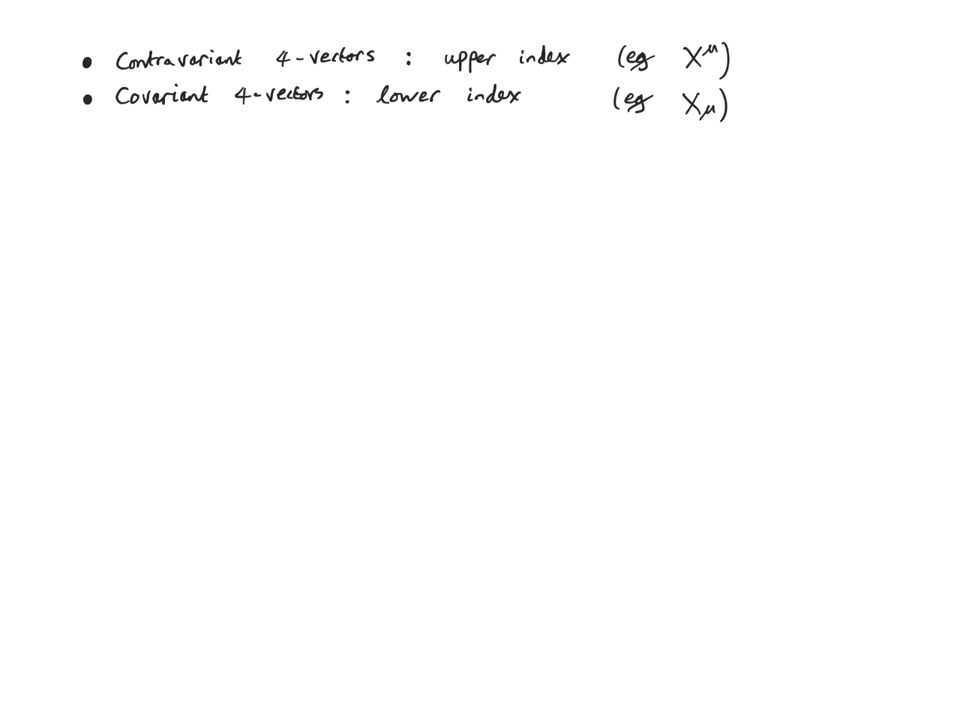 • Contravariant 4-vectors : upper index (eg X^μ)
• Covariant 4-vectors : lower index (eg X_μ)